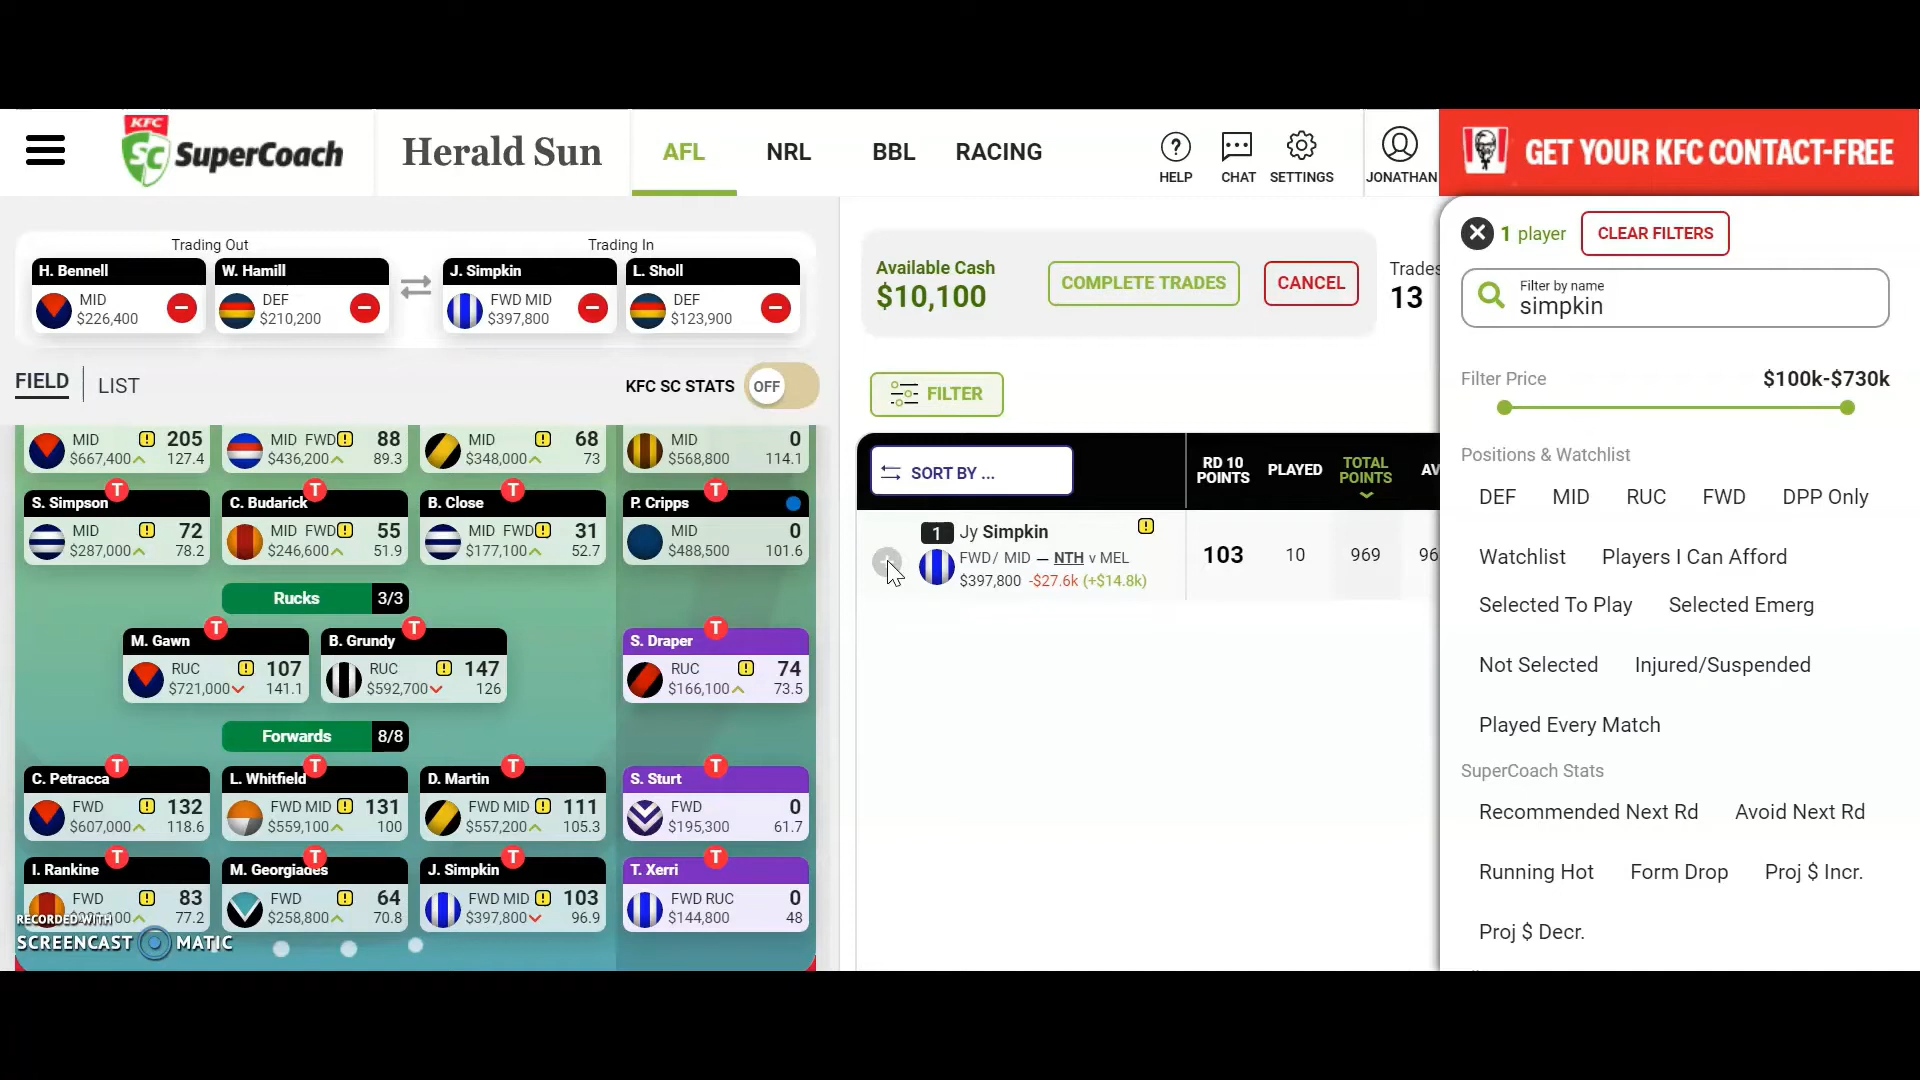 KFC
SC SuperCoach
Herald Sun
AFL
NRL
BBL
RACING
HELP
CHAT
SETTINGS
JONATHAN
GET YOUR KFC CONTACT-FREE
Trading Out
Trading In
H. Bennell
MID
$226,400
W. Hamill
DEF
$210,200
J. Simpkin
FWD MID
$397,800
L. Sholl
DEF
$123,900
FIELD
LIST
KFC SC STATS
OFF
MID 205
$667,400 127.4
MID FWD 88
$436,200 89.3
MID 68
$348,000 73
MID 0
$568,800 114.1
S. Simpson T
MID 72
$287,000 78.2
C. Budarick T
MID FWD 55
$246,600 51.9
B. Close T
MID FWD 31
$177,100 52.7
P. Cripps T
MID 0
$488,500 101.6
Rucks 3/3
M. Gawn T
RUC 107
$721,000 141.1
B. Grundy T
RUC 147
$592,700 126
S. Draper T
RUC 74
$166,100 73.5
Forwards 8/8
C. Petracca T
FWD 132
$607,000 118.6
L. Whitfield T
FWD MID 131
$559,100 100
D. Martin T
FWD MID 111
$557,200 105.3
S. Sturt T
FWD 0
$195,300 61.7
I. Rankine T
FWD 83
77.2
M. Georgiades T
FWD 64
$258,800 70.8
J. Simpkin T
FWD MID 103
$397,800 96.9
T. Xerri T
FWD RUC 0
$144,800 48
RECORDED WITH
SCREENCAST MATIC
Available Cash
$10,100
COMPLETE TRADES
CANCEL
Trades
13
FILTER
SORT BY ...
RD 10
POINTS
PLAYED
TOTAL
POINTS
AV
1 Jy Simpkin
FWD/ MID — NTH v MEL
$397,800 -$27.6k (+$14.8k)
103
10
969
96
1 player
CLEAR FILTERS
Filter by name
simpkin
Filter Price
$100k-$730k
Positions & Watchlist
DEF MID RUC FWD DPP Only
Watchlist Players I Can Afford
Selected To Play Selected Emerg
Not Selected Injured/Suspended
Played Every Match
SuperCoach Stats
Recommended Next Rd Avoid Next Rd
Running Hot Form Drop Proj $ Incr.
Proj $ Decr.